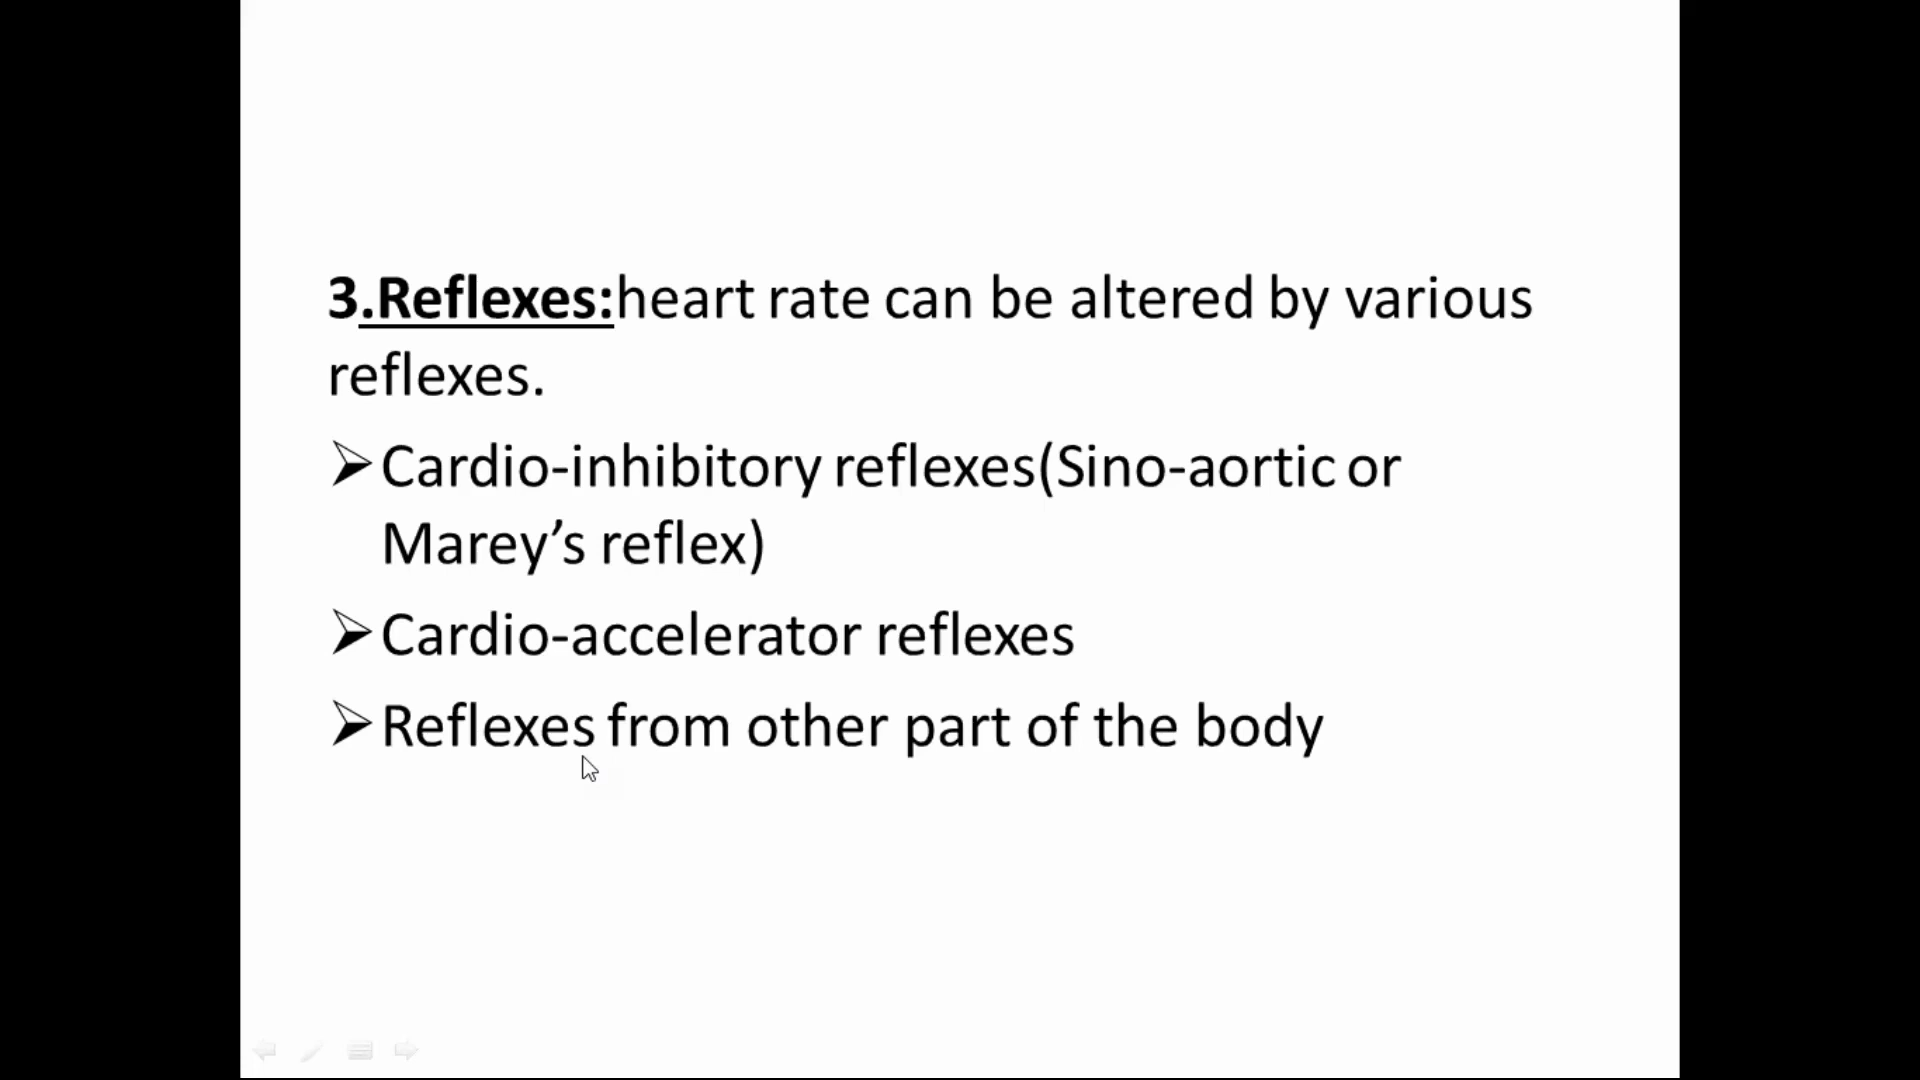 3.Reflexes:heart rate can be altered by various
reflexes.
➢Cardio-inhibitory reflexes(Sino-aortic or
Marey’s reflex)
➢Cardio-accelerator reflexes
➢Reflexes from other part of the body